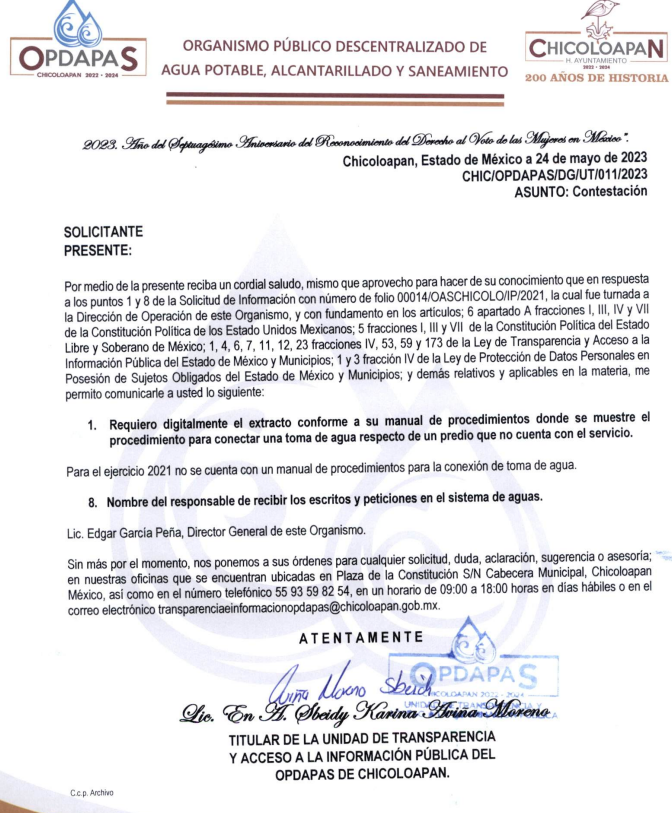 OPDAPAS
CHICOLOAPAN 2022 - 2024
ORGANISMO PÚBLICO DESCENTRALIZADO DE
AGUA POTABLE, ALCANTARILLADO Y SANEAMIENTO
CHICOLOAPAN
H. AYUNTAMIENTO
2022 - 2024
200 AÑOS DE HISTORIA
2023. Año del Septuagésimo Aniversario del Reconocimiento del Derecho al Voto de las Mujeres en México".
Chicoloapan, Estado de México a 24 de mayo de 2023
CHIC/OPDAPAS/DG/UT/011/2023
ASUNTO: Contestación
SOLICITANTE
PRESENTE:
Por medio de la presente reciba un cordial saludo, mismo que aprovecho para hacer de su conocimiento que en respuesta
a los puntos 1 y 8 de la Solicitud de Información con número de folio 00014/OASCHICOLO/IP/2021, la cual fue turnada a
la Dirección de Operación de este Organismo, y con fundamento en los articulos; 6 apartado A fracciones I, III, IV y VII
de la Constitución Politica de los Estados Unidos Mexicanos; 5 fracciones I, III y VII de la Constitución Politica del Estado
Libre y Soberano de México; 1, 4, 6, 7, 11, 12, 23 fracciones IV, 53, 59 y 173 de la Ley de Transparencia y Acceso a la
Información Pública del Estado de México y Municipios; 1 y 3 fracción IV de la Ley de Protección de Datos Personales en
Posesión de Sujetos Obligados del Estado de México y Municipios; y demás relativos y aplicables en la materia, me
permito comunicarle a usted lo siguiente:
1. Requiero digitalmente el extracto conforme a su manual de procedimientos donde se muestre el
procedimiento para conectar una toma de agua respecto de un predio que no cuenta con el servicio.
Para el ejercicio 2021 no se cuenta con un manual de procedimientos para la conexión de toma de agua.
8. Nombre del responsable de recibir los escritos y peticiones en el sistema de aguas.
Lic. Edgar García Peña, Director General de este Organismo.
Sin más por el momento, nos ponemos a sus órdenes para cualquier solicitud, duda, aclaración, sugerencia o asesoría;
en nuestras oficinas que se encuentran ubicadas en Plaza de la Constitución S/N Cabecera Municipal, Chicoloapan
México, así como en el número telefónico 55 93 59 82 54, en un horario de 09:00 a 18:00 horas en días hábiles o en el
correo electrónico transparenciaeinformacionopdapas@chicoloapan.gob.mx.
ATENTAMENTE
OPDAPAS
CHICOLOAPAN 2022 - 2024
Moreno Sbeidy
Lic. En A. Sbeidy Karina Aviña Moreno
TITULAR DE LA UNIDAD DE TRANSPARENCIA
Y ACCESO A LA INFORMACIÓN PÚBLICA DEL
OPDAPAS DE CHICOLOAPAN.
C.c.p. Archivo